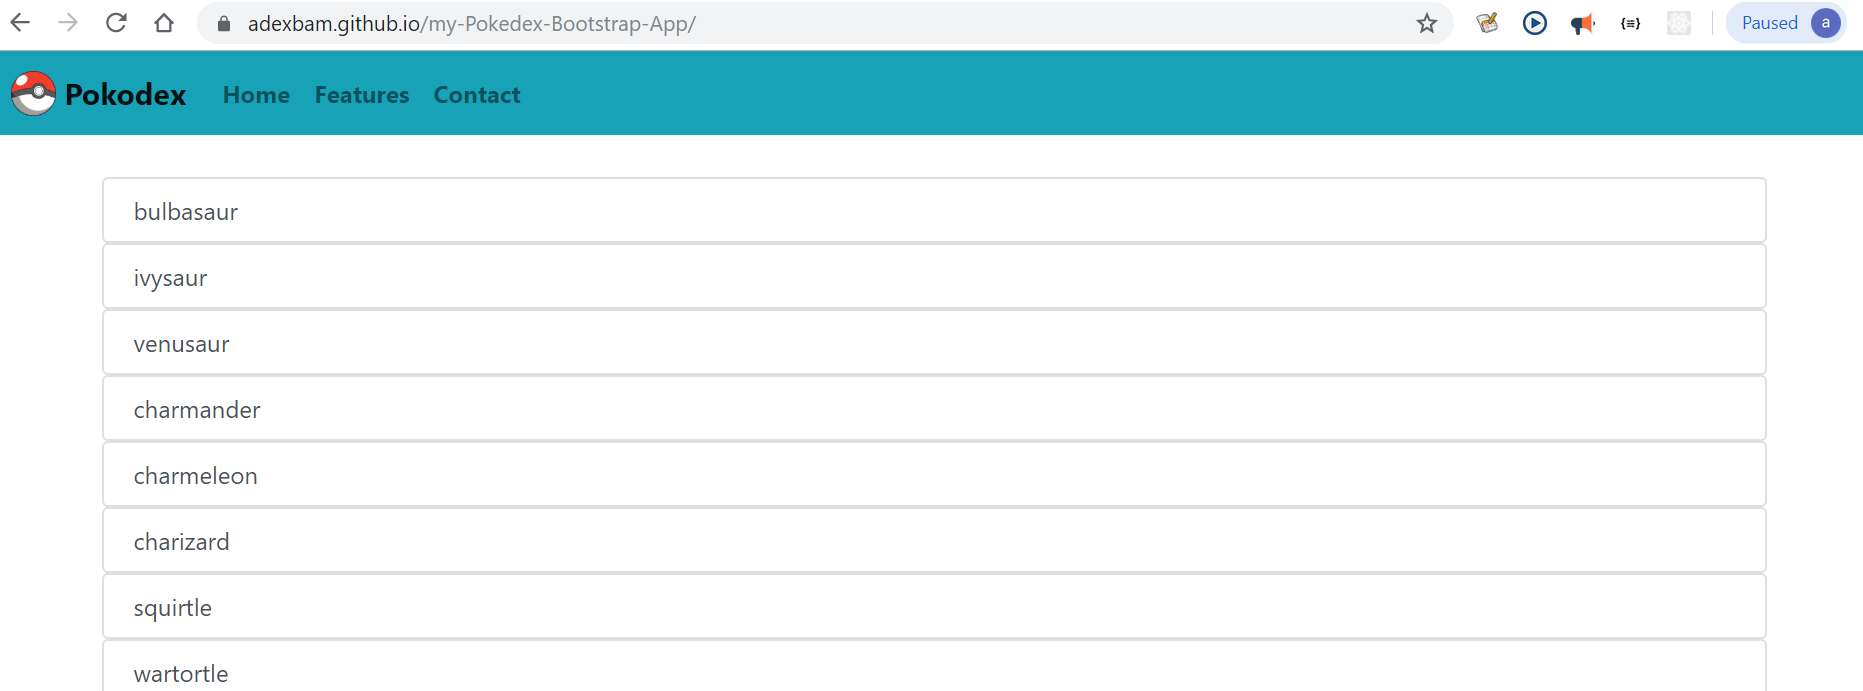 adexbam.github.io/my-Pokedex-Bootstrap-App/
Paused a
Pokodex Home Features Contact
bulbasaur
ivysaur
venusaur
charmander
charmeleon
charizard
squirtle
wartortle